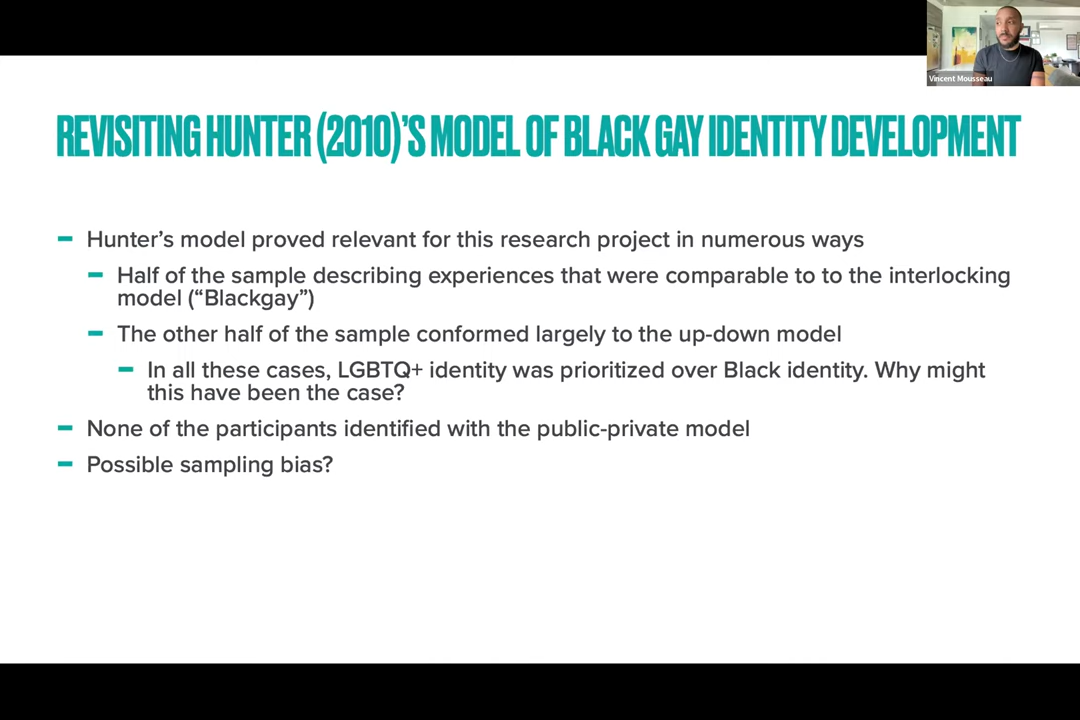 Vincent Mousseau
REVISITING HUNTER (2010)'S MODEL OF BLACK GAY IDENTITY DEVELOPMENT
Hunter's model proved relevant for this research project in numerous ways
Half of the sample describing experiences that were comparable to to the interlocking
model ("Blackgay")
The other half of the sample conformed largely to the up-down model
In all these cases, LGBTQ+ identity was prioritized over Black identity. Why might
this have been the case?
None of the participants identified with the public-private model
Possible sampling bias?